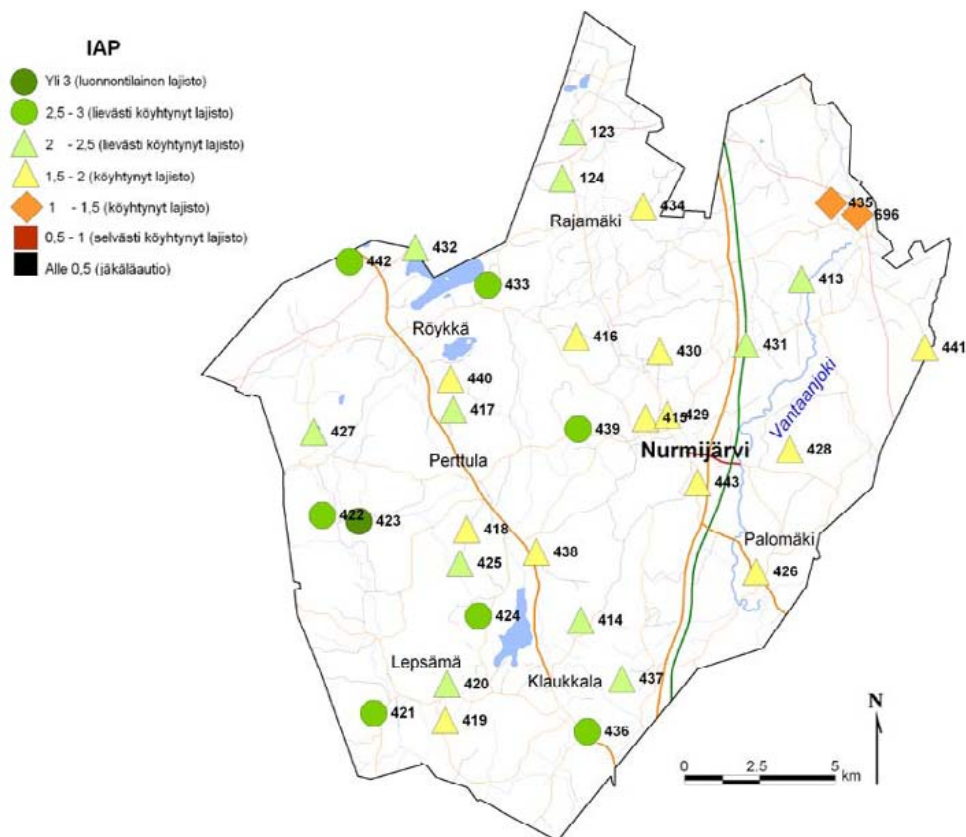 IAP
Yli 3 (luonnontilainen lajisto)
2,5 - 3 (lievästi köyhtynyt lajisto)
2 - 2,5 (lievästi köyhtynyt lajisto)
1,5 - 2 (köyhtynyt lajisto)
1 - 1,5 (köyhtynyt lajisto)
0,5 - 1 (selvästi köyhtynyt lajisto)
Alle 0,5 (jäkäläautio)
123
124
434
Rajamäki
435
696
432
442
433
413
Röykkä
416
430
431
441
440
417
415
429
439
427
Perttula
Nurmijärvi
Vantaanjoki
428
443
422
423
418
438
Palomäki
425
426
424
414
Lepsämä
420
Klaukkala
437
421
419
436
N
0 2.5 5
km